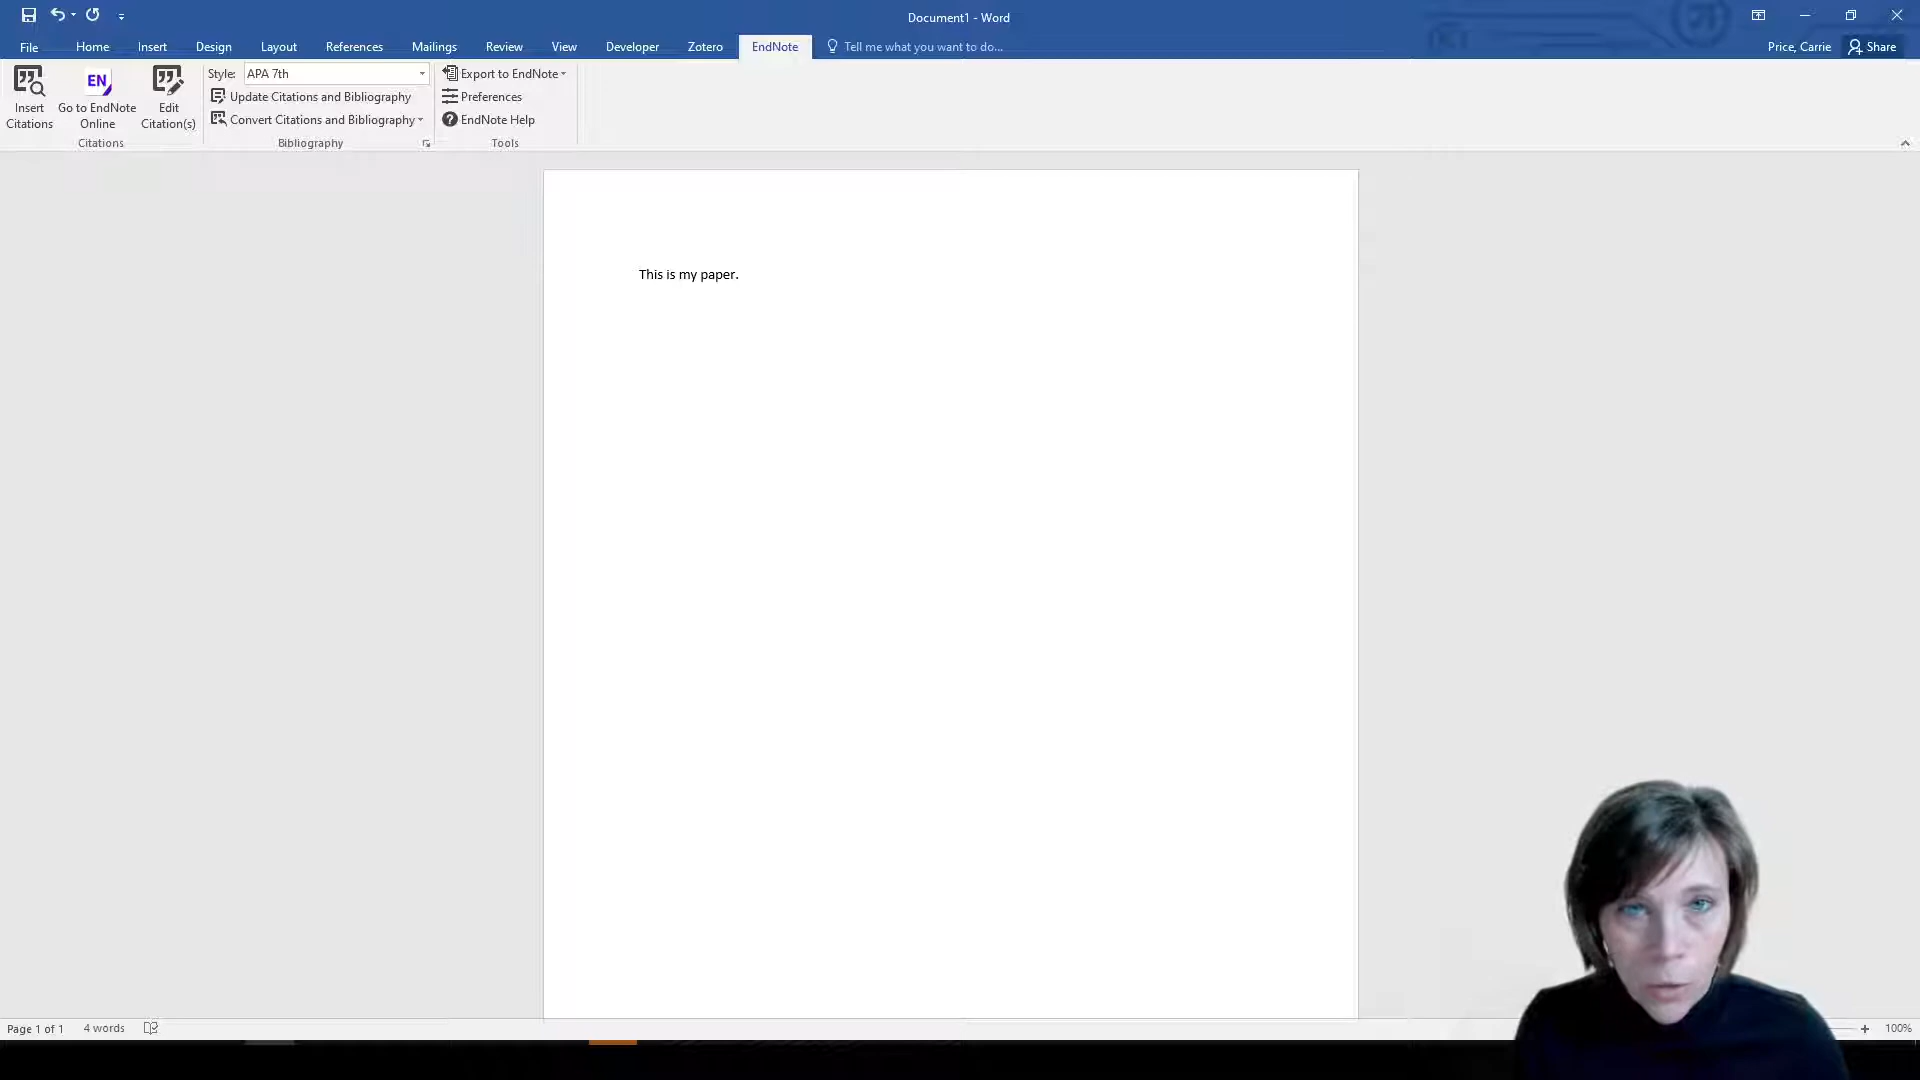 Document1 - Word
File Home Insert Design Layout References Mailings Review View Developer Zotero EndNote Tell me what you want to do... Price, Carrie Share
Insert Citations
EN Go to EndNote Online
Edit Citation(s)
Citations
Style: APA 7th
Update Citations and Bibliography
Convert Citations and Bibliography
Bibliography
Export to EndNote
Preferences
EndNote Help
Tools
This is my paper.
Page 1 of 1 4 words 100%